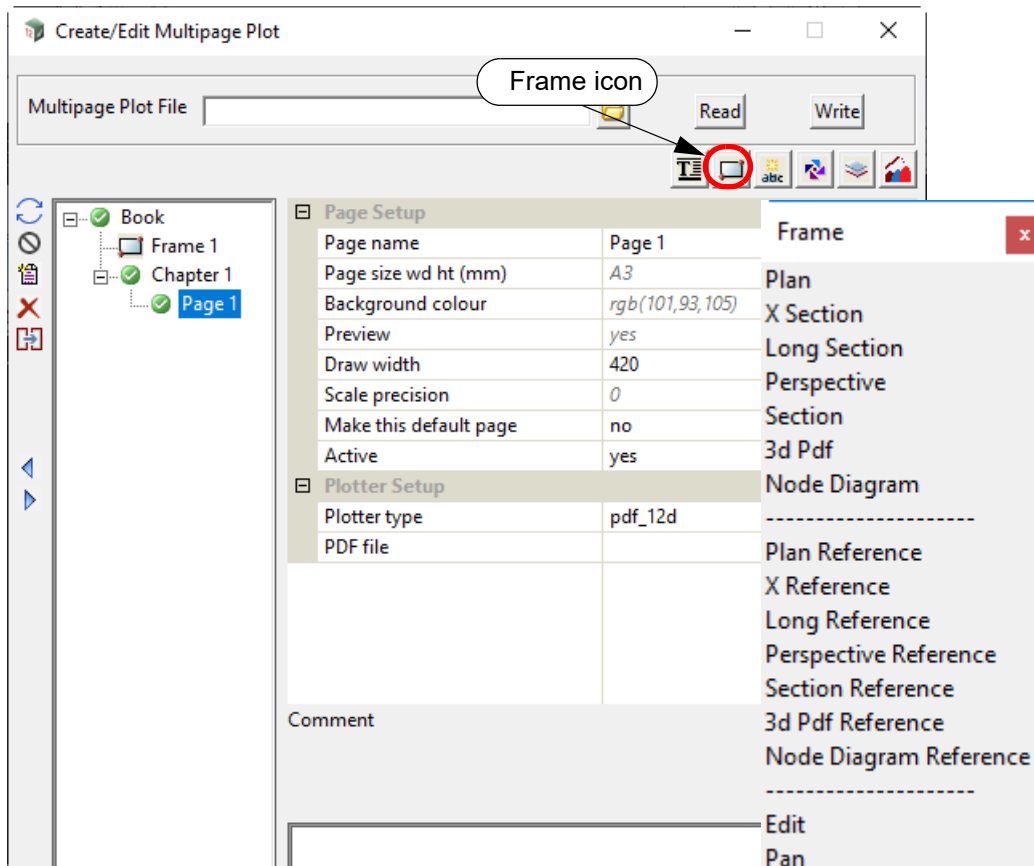 Create/Edit Multipage Plot
Frame icon
Multipage Plot File
Read
Write
T
abc
Book
Frame 1
Chapter 1
Page 1
Page Setup
Page name Page 1
Page size wd ht (mm) A3
Background colour rgb(101,93,105)
Preview yes
Draw width 420
Scale precision 0
Make this default page no
Active yes
Plotter Setup
Plotter type pdf_12d
PDF file
Comment
Frame x
Plan
X Section
Long Section
Perspective
Section
3d Pdf
Node Diagram
---------------------
Plan Reference
X Reference
Long Reference
Perspective Reference
Section Reference
3d Pdf Reference
Node Diagram Reference
---------------------
Edit
Pan